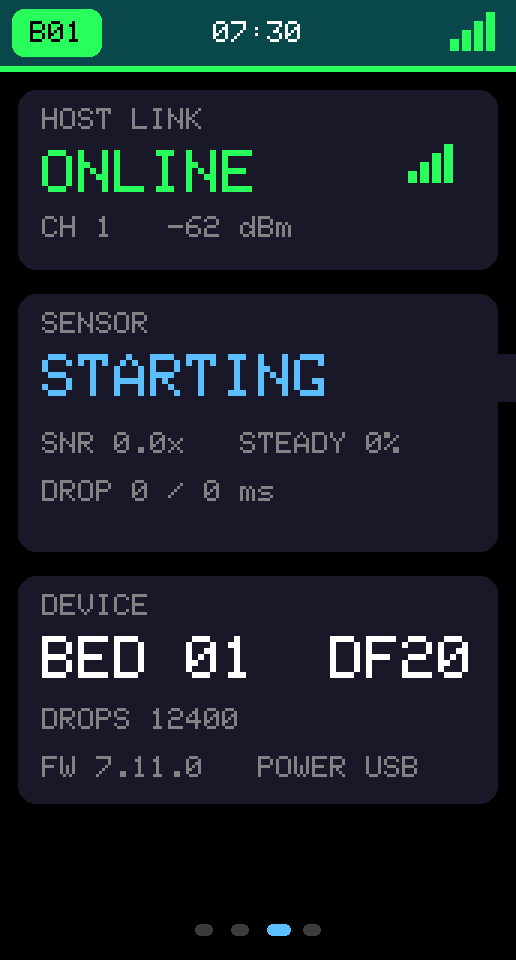 B01 07:30
HOST LINK
ONLINE
CH 1 -62 dBm
SENSOR
STARTING
SNR 0.0x STEADY 0%
DROP 0 / 0 ms
DEVICE
BED 01 DF20
DROPS 12400
FW 7.11.0 POWER USB